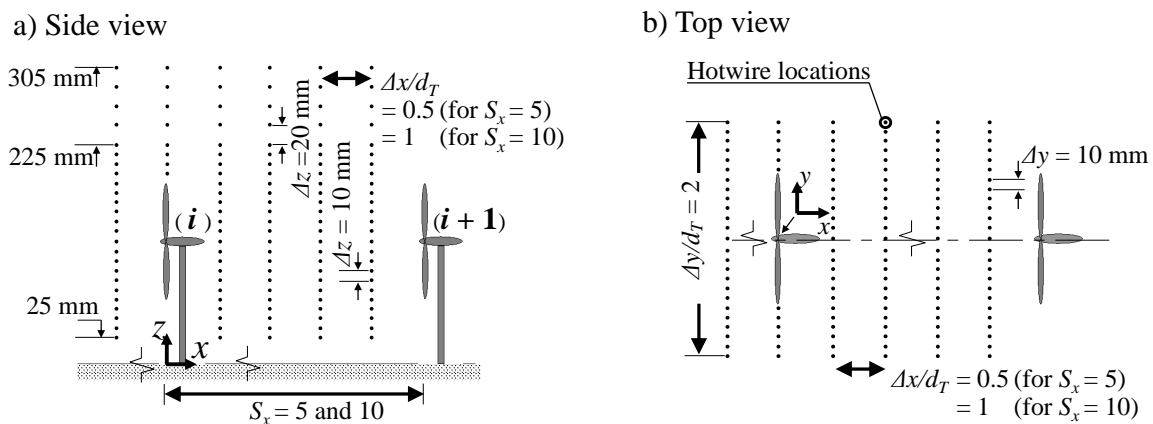 a) Side view
305 mm
225 mm
25 mm
Δz =20 mm
Δz = 10 mm
Δx/d_T
= 0.5 (for S_x = 5)
= 1 (for S_x = 10)
(i)
(i + 1)
z
x
S_x = 5 and 10
b) Top view
Hotwire locations
Δy = 10 mm
Δy/d_T = 2
y
x
Δx/d_T = 0.5 (for S_x = 5)
= 1 (for S_x = 10)